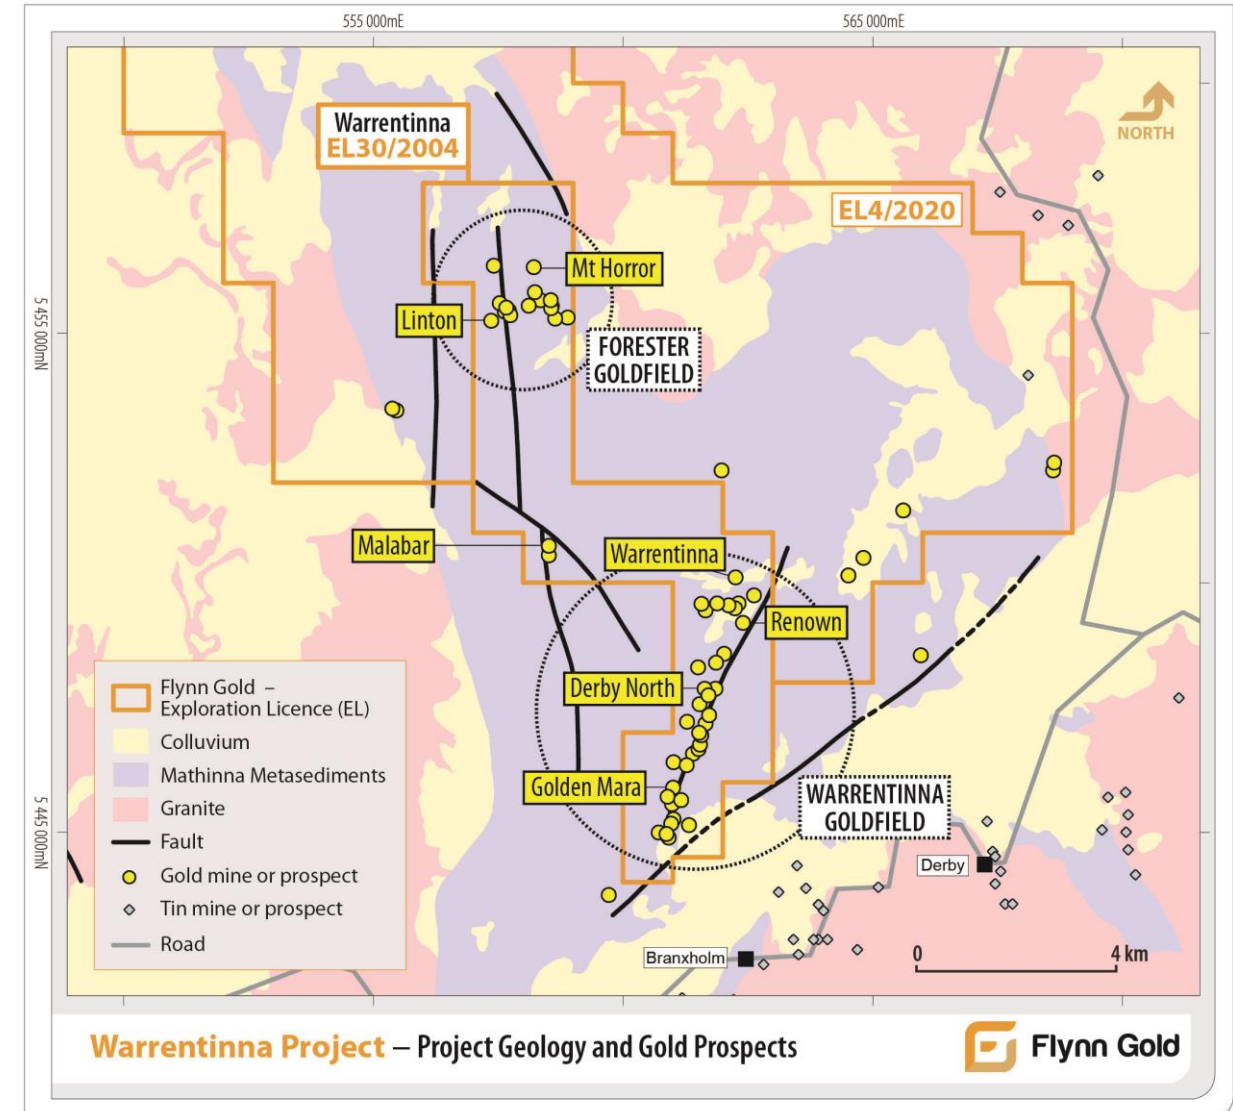 555 000mE
565 000mE
Warrentinna
EL30/2004
NORTH
EL4/2020
Mt Horror
5 455 000mN
Linton
FORESTER
GOLDFIELD
Malabar
Warrentinna
Renown
Derby North
Golden Mara
WARRENTINNA
GOLDFIELD
5 445 000mN
Flynn Gold –
Exploration Licence (EL)
Colluvium
Mathinna Metasediments
Granite
Fault
Gold mine or prospect
Tin mine or prospect
Road
Derby
Branxholm
0 4 km
Warrentinna Project – Project Geology and Gold Prospects
Flynn Gold